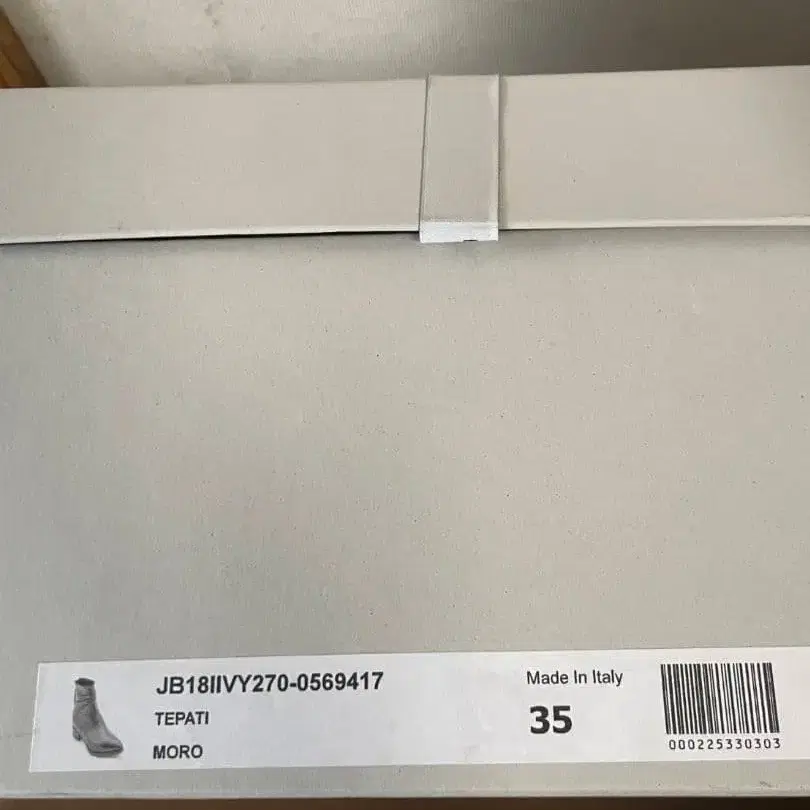 JB18IIVY270-0569417
TEPATI
MORO
Made In Italy
35
000225330303